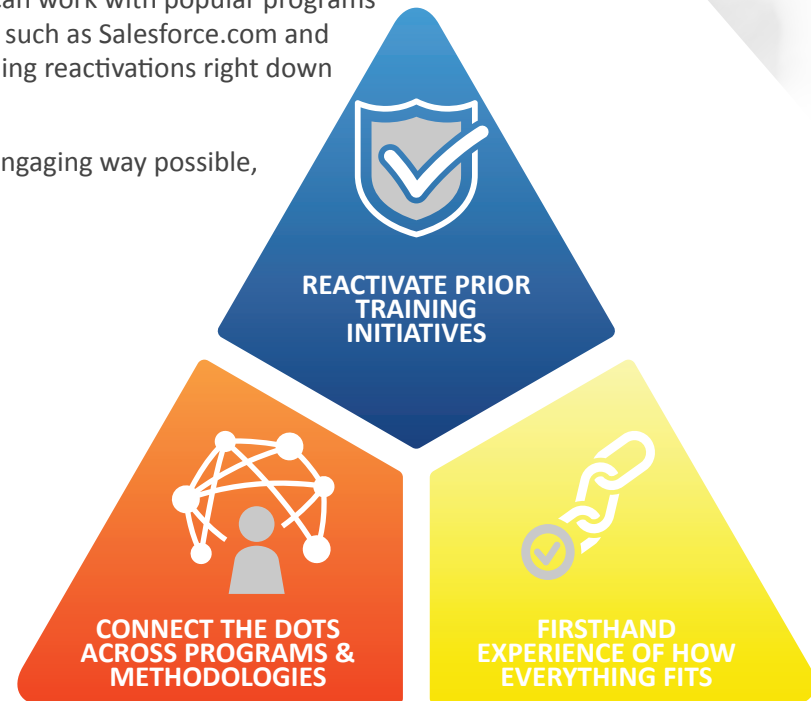 can work with popular programs
such as Salesforce.com and
ing reactivations right down
ngaging way possible,
REACTIVATE PRIOR
TRAINING
INITIATIVES
CONNECT THE DOTS
ACROSS PROGRAMS &
METHODOLOGIES
FIRSTHAND
EXPERIENCE OF HOW
EVERYTHING FITS